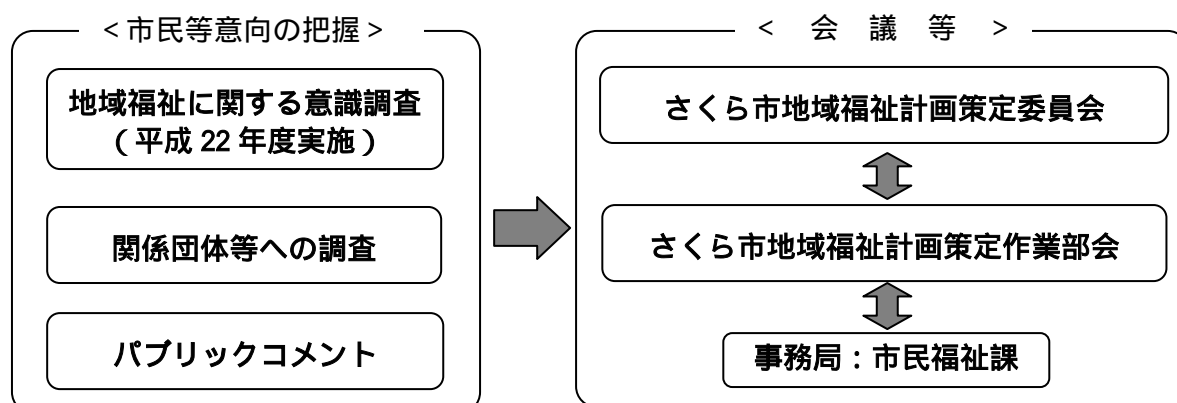 <市民等意向の把握>
地域福祉に関する意識調査
(平成 22 年度実施)
関係団体等への調査
パブリックコメント
< 会 議 等 >
さくら市地域福祉計画策定委員会
さくら市地域福祉計画策定作業部会
事務局:市民福祉課